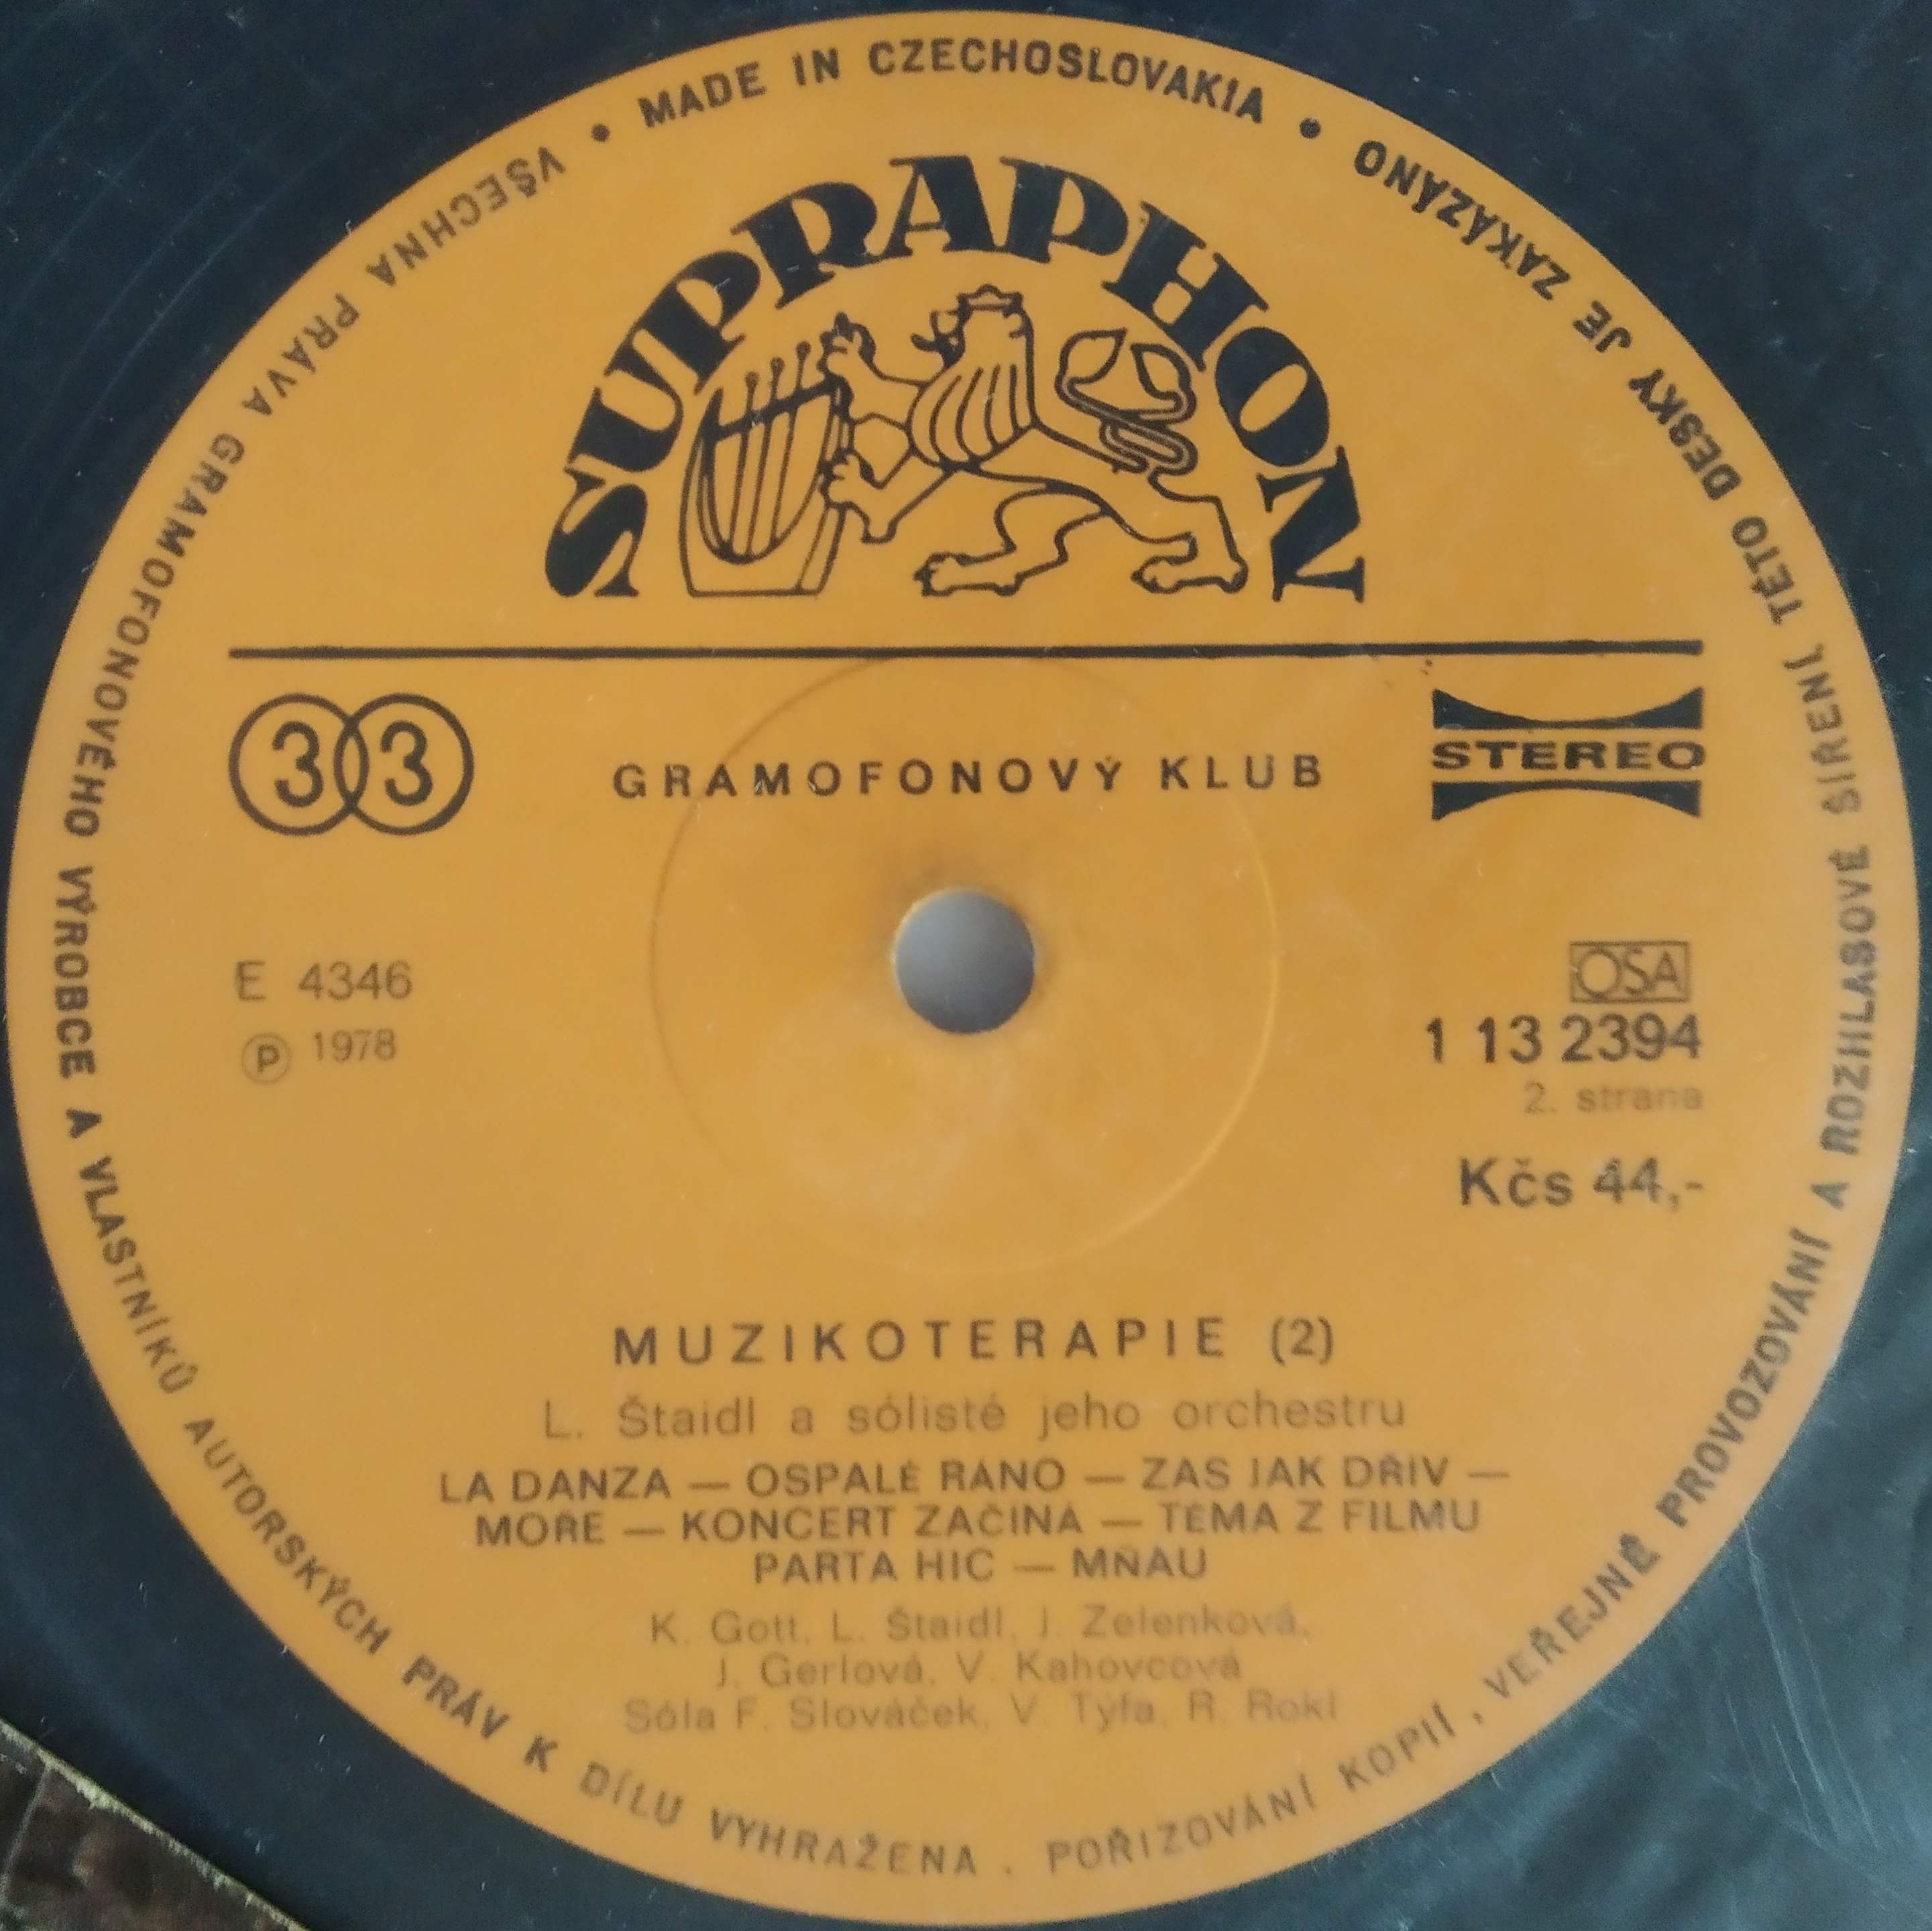 • MADE IN CZECHOSLOVAKIA •
VŠECHNA PRÁVA GRAMOFONOVÉHO VÝROBCE A VLASTNÍKŮ AUTORSKÝCH PRÁV K DÍLU VYHRAŽENA . POŘIZOVÁNÍ KOPIÍ , VEŘEJNÉ PROVOZOVÁNÍ A ROZHLASOVÉ ŠÍŘENÍ TÉTO DESKY JE ZAKÁZÁNO
SUPRAPHON
33
GRAMOFONOVÝ KLUB
STEREO
E 4346
Ⓟ 1978
OSA
1 13 2394
2. strana
Kčs 44,-
MUZIKOTERAPIE (2)
L. Štaidl a sólisté jeho orchestru
LA DANZA — OSPALÉ RÁNO — ZAS JAK DŘÍV —
MOŘE — KONCERT ZAČÍNÁ — TÉMA Z FILMU
PARTA HIC — MŇAU
K. Gott, L. Štaidl, J. Zelenková,
J. Gerlová, V. Kahovcová
Sóla F. Slováček, V. Týfa, R. Rokl